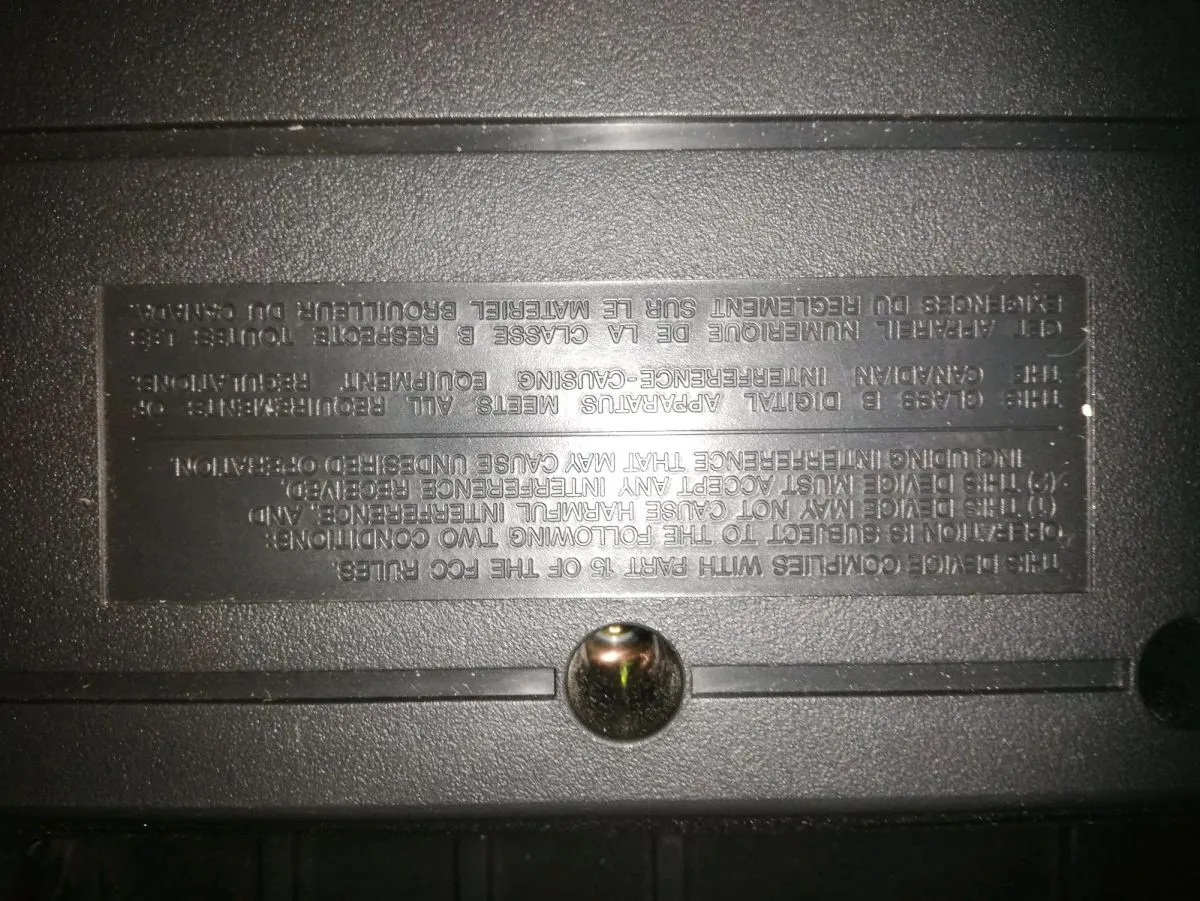 THIS DEVICE COMPLIES WITH PART 15 OF THE FCC RULES.
OPERATION IS SUBJECT TO THE FOLLOWING TWO CONDITIONS:
(1) THIS DEVICE MAY NOT CAUSE HARMFUL INTERFERENCE, AND
(2) THIS DEVICE MUST ACCEPT ANY INTERFERENCE RECEIVED,
INCLUDING INTERFERENCE THAT MAY CAUSE UNDESIRED OPERATION.
THIS CLASS B DIGITAL APPARATUS MEETS ALL REQUIREMENTS OF
THE CANADIAN INTERFERENCE-CAUSING EQUIPMENT REGULATIONS.
CET APPAREIL NUMERIQUE DE LA CLASSE B RESPECTE TOUTES LES
EXIGENCES DU REGLEMENT SUR LE MATERIEL BROUILLEUR DU CANADA.